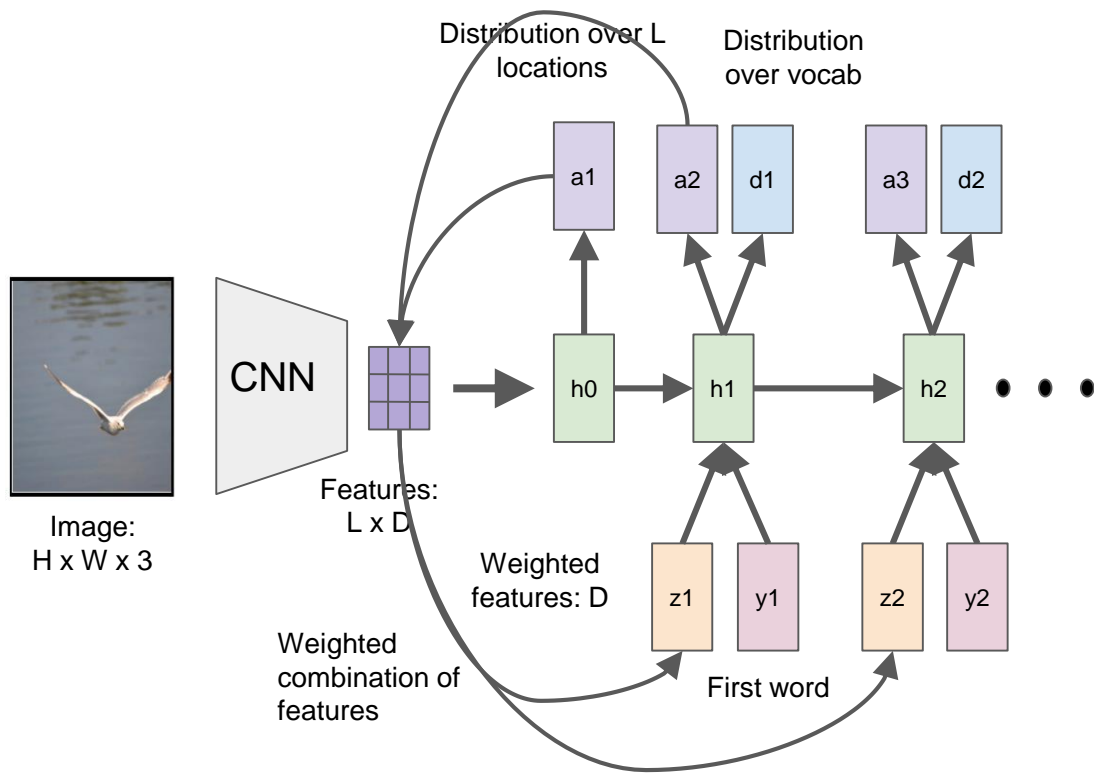 Distribution over L
locations
Distribution
over vocab
a1
a2
d1
a3
d2
CNN
h0
h1
h2
Features:
L x D
Image:
H x W x 3
Weighted
features: D
z1
y1
z2
y2
Weighted
combination of
features
First word